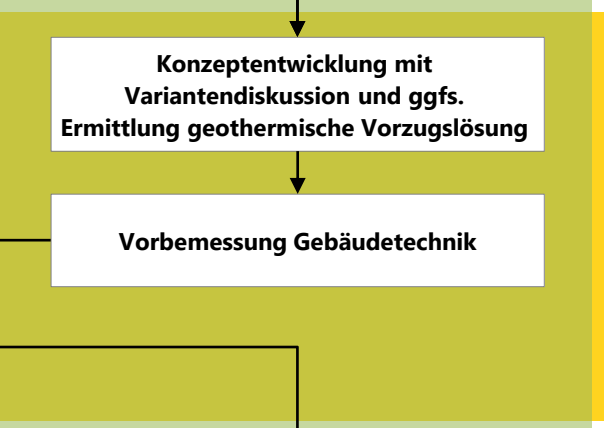 Konzeptentwicklung mit
Variantendiskussion und ggfs.
Ermittlung geothermische Vorzugslösung
Vorbemessung Gebäudetechnik